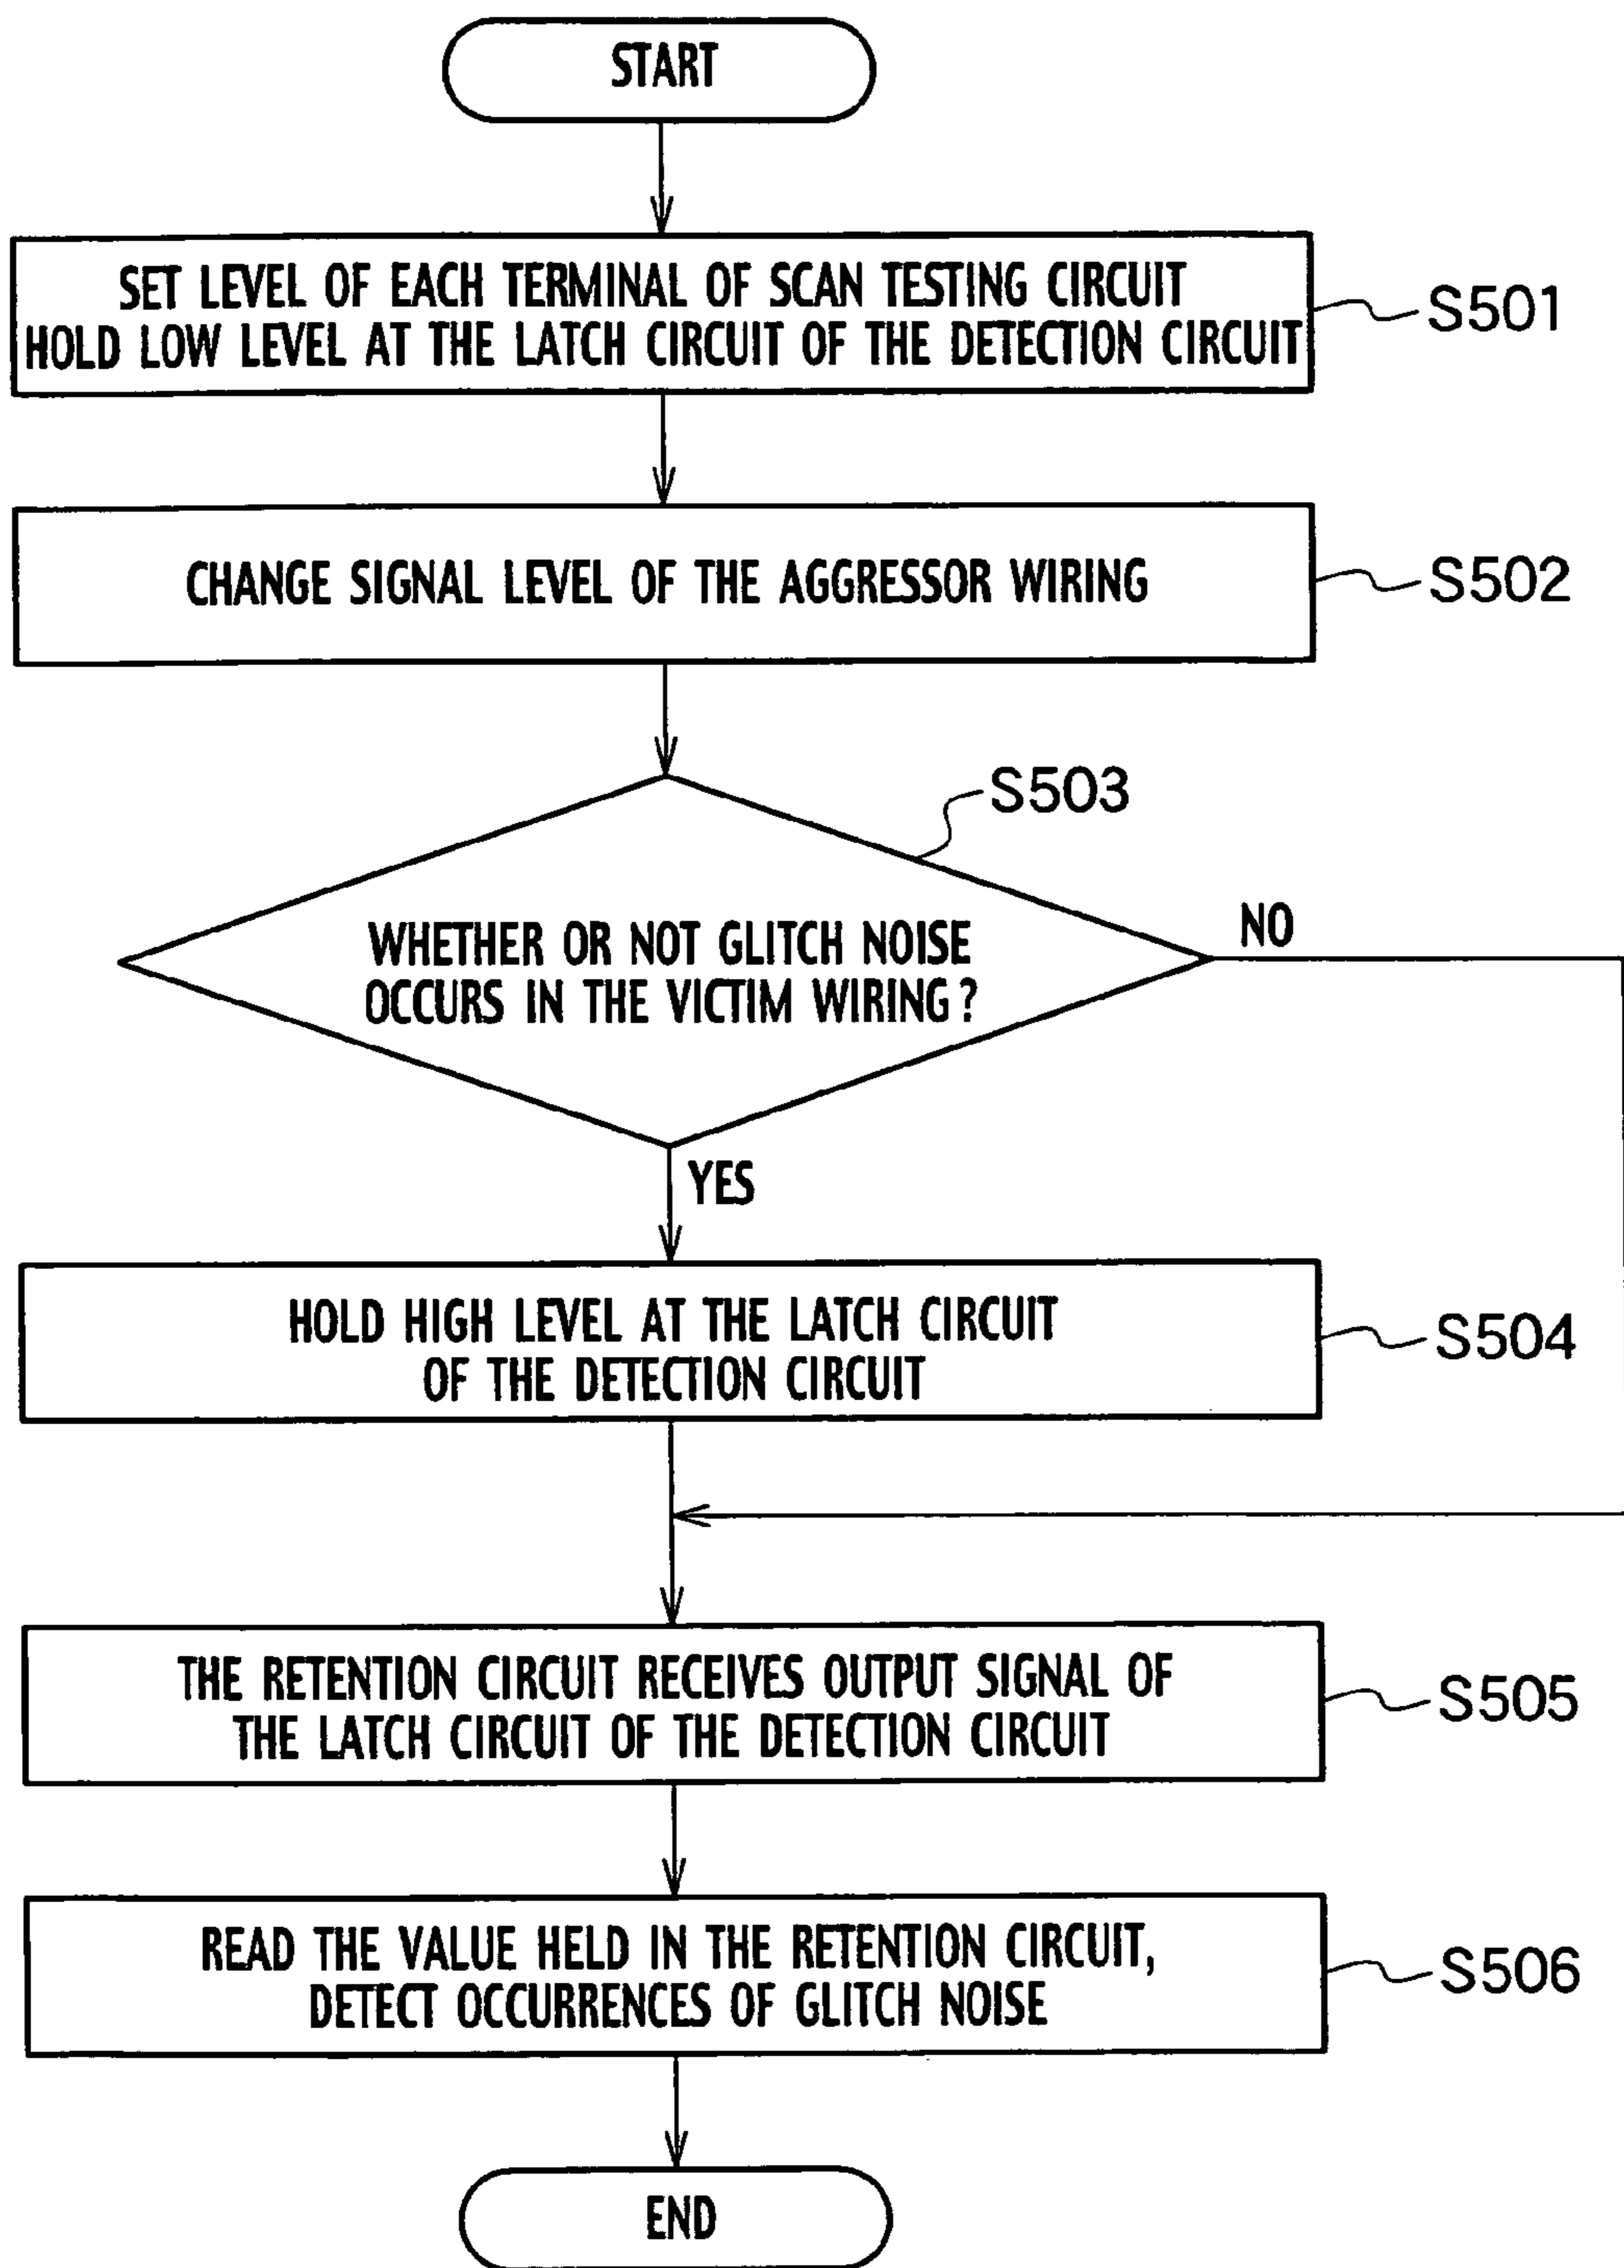 START
SET LEVEL OF EACH TERMINAL OF SCAN TESTING CIRCUIT
HOLD LOW LEVEL AT THE LATCH CIRCUIT OF THE DETECTION CIRCUIT
S501
CHANGE SIGNAL LEVEL OF THE AGGRESSOR WIRING
S502
S503
WHETHER OR NOT GLITCH NOISE
OCCURS IN THE VICTIM WIRING?
NO
YES
HOLD HIGH LEVEL AT THE LATCH CIRCUIT
OF THE DETECTION CIRCUIT
S504
THE RETENTION CIRCUIT RECEIVES OUTPUT SIGNAL OF
THE LATCH CIRCUIT OF THE DETECTION CIRCUIT
S505
READ THE VALUE HELD IN THE RETENTION CIRCUIT,
DETECT OCCURRENCES OF GLITCH NOISE
S506
END